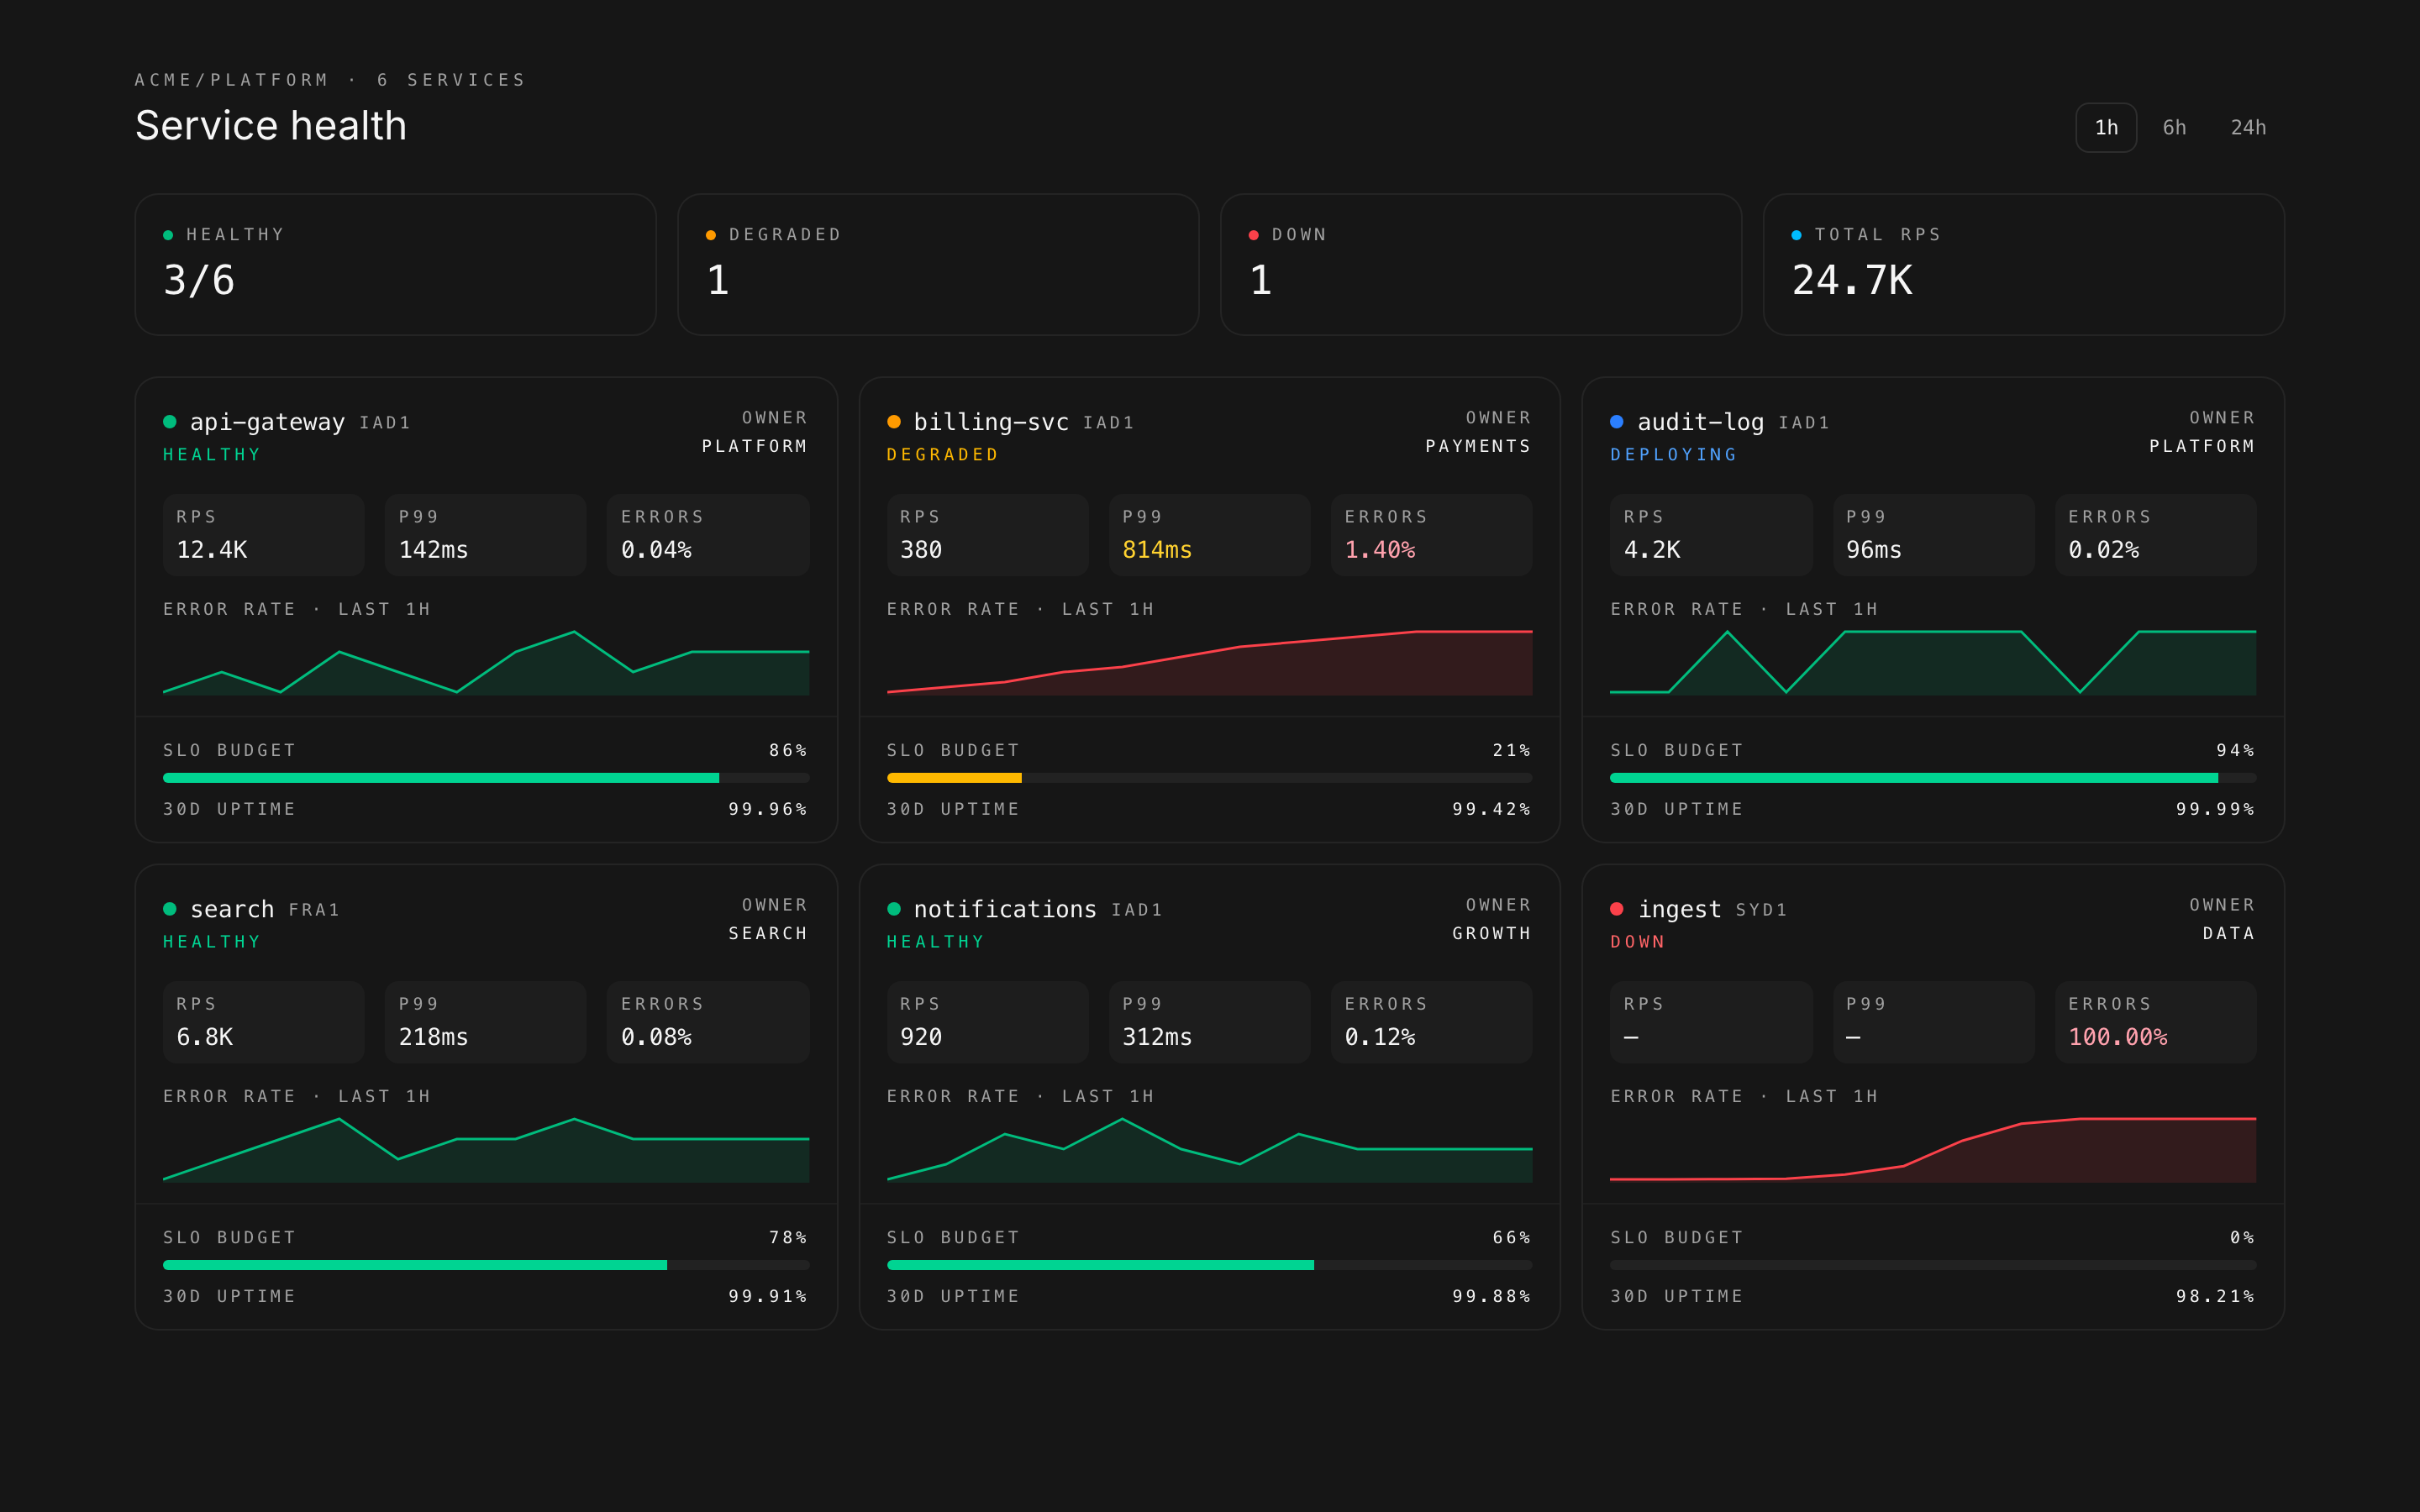 ACME/PLATFORM · 6 SERVICES
Service health
1h 6h 24h
HEALTHY
3/6
DEGRADED
1
DOWN
1
TOTAL RPS
24.7K
api-gateway IAD1
HEALTHY
OWNER
PLATFORM
RPS
12.4K
P99
142ms
ERRORS
0.04%
ERROR RATE · LAST 1H
SLO BUDGET 86%
30D UPTIME 99.96%
billing-svc IAD1
DEGRADED
OWNER
PAYMENTS
RPS
380
P99
814ms
ERRORS
1.40%
ERROR RATE · LAST 1H
SLO BUDGET 21%
30D UPTIME 99.42%
audit-log IAD1
DEPLOYING
OWNER
PLATFORM
RPS
4.2K
P99
96ms
ERRORS
0.02%
ERROR RATE · LAST 1H
SLO BUDGET 94%
30D UPTIME 99.99%
search FRA1
HEALTHY
OWNER
SEARCH
RPS
6.8K
P99
218ms
ERRORS
0.08%
ERROR RATE · LAST 1H
SLO BUDGET 78%
30D UPTIME 99.91%
notifications IAD1
HEALTHY
OWNER
GROWTH
RPS
920
P99
312ms
ERRORS
0.12%
ERROR RATE · LAST 1H
SLO BUDGET 66%
30D UPTIME 99.88%
ingest SYD1
DOWN
OWNER
DATA
RPS
—
P99
—
ERRORS
100.00%
ERROR RATE · LAST 1H
SLO BUDGET 0%
30D UPTIME 98.21%